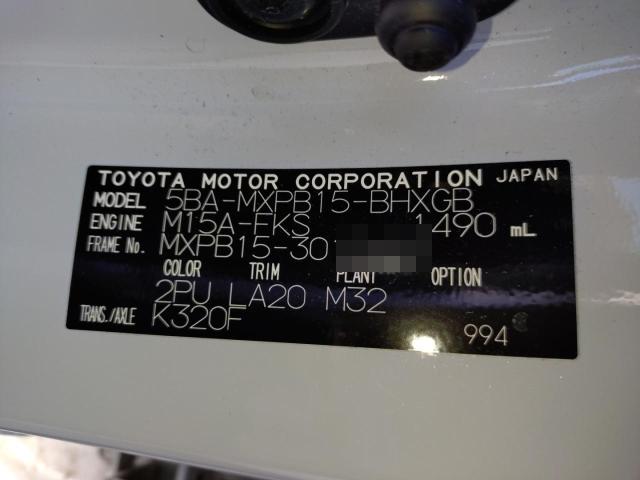 TOYOTA MOTOR CORPORATION JAPAN
MODEL 5BA-MXPB15-BHXGB
ENGINE M15A-FKS 1490 mL
FRAME No. MXPB15-30
COLOR TRIM PLANT OPTION
2PU LA20 M32
TRANS./AXLE K320F
994